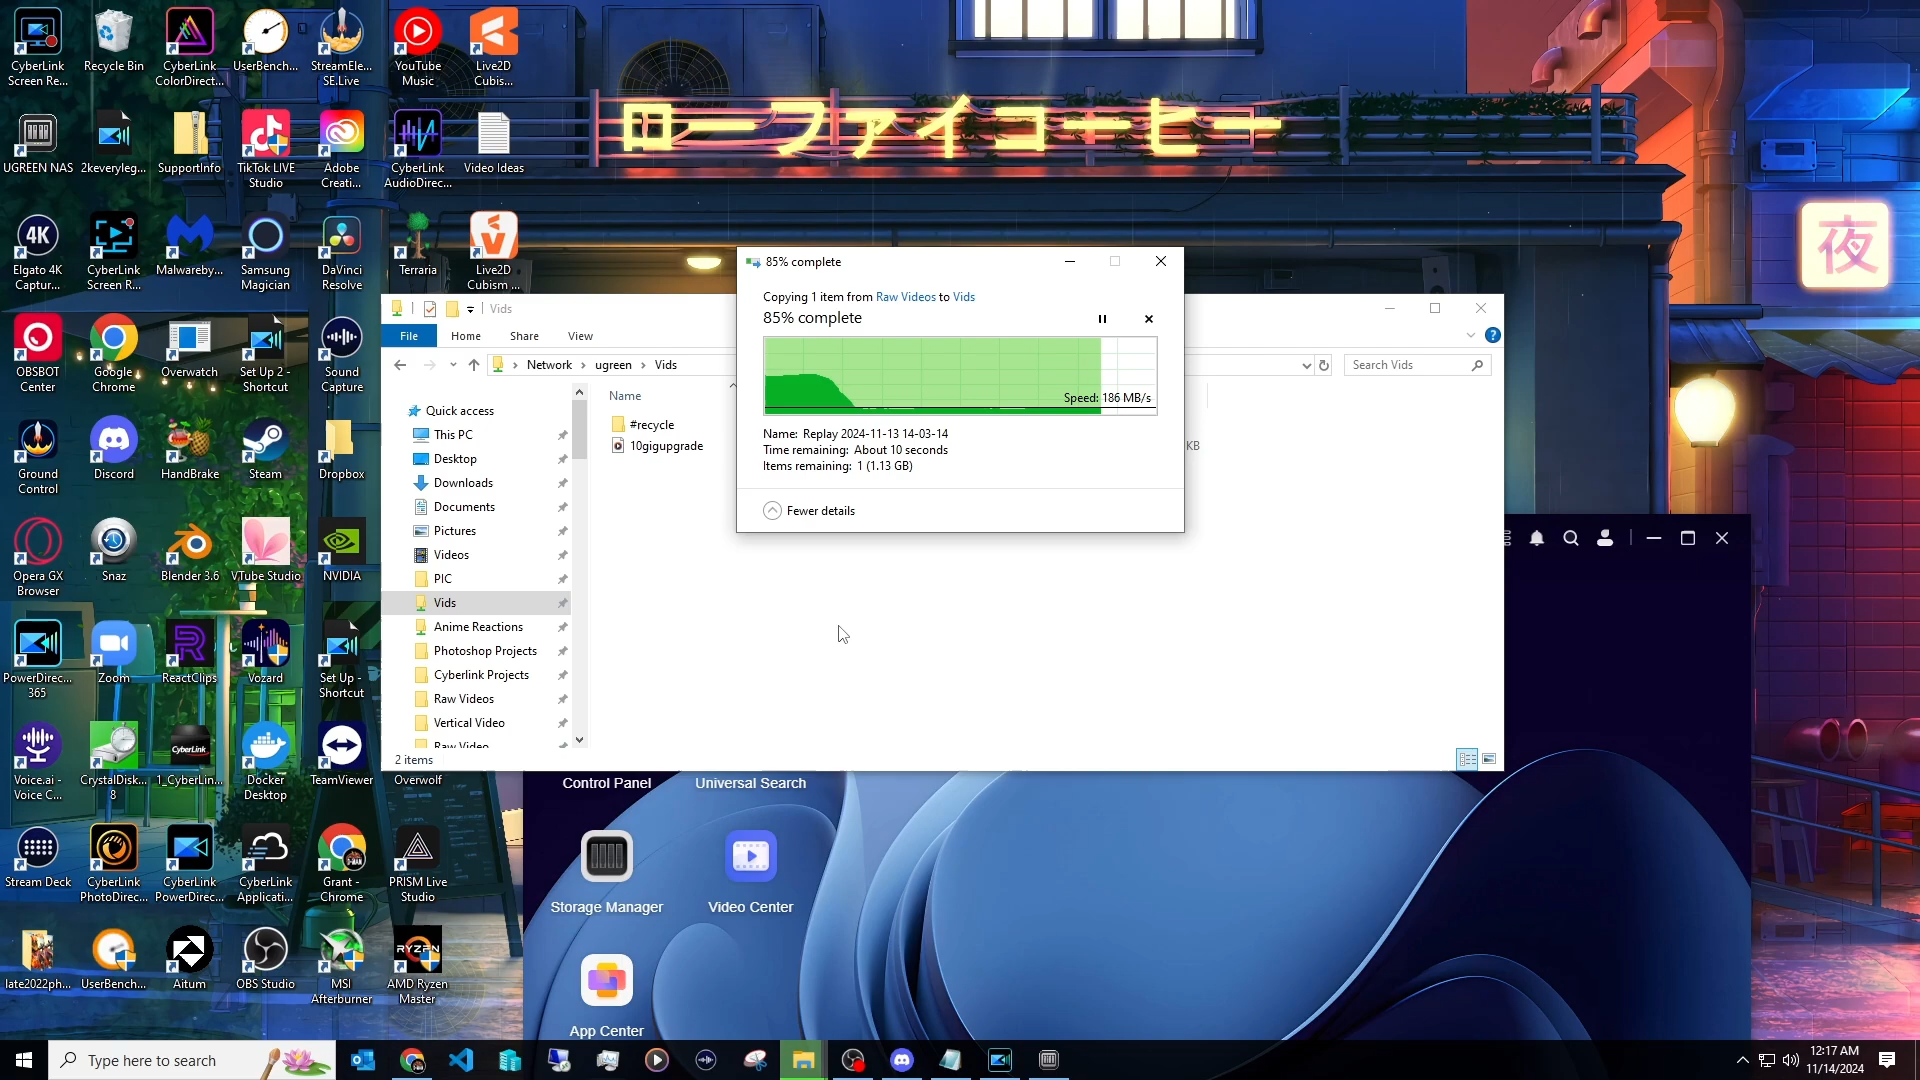 CyberLink
Screen Re...
Recycle Bin
CyberLink
ColorDirect...
UserBench...
StreamEle...
SE.Live
YouTube
Music
Live2D
Cubis...
ローファイコーヒー
夜
UGREEN NAS
2keveryleg...
SupportInfo
TikTok LIVE
Studio
Adobe
Creati...
CyberLink
AudioDirec...
Video Ideas
4K
Elgato 4K
Captur...
CyberLink
Screen R...
Malwareby...
Samsung
Magician
DaVinci
Resolve
Terraria
Live2D
Cubism ...
OBSBOT
Center
Google
Chrome
Overwatch
Set Up 2 -
Shortcut
Sound
Capture
Ground
Control
Discord
HandBrake
Steam
Dropbox
Opera GX
Browser
Snaz
Blender 3.6
VTube Studio
NVIDIA
PowerDirec...
365
Zoom
ReactClips
Vozard
Set Up -
Shortcut
Voice.ai -
Voice C...
CrystalDisk...
8
CyberLink
1_CyberLin...
Docker
Desktop
TeamViewer
Overwolf
Stream Deck
CyberLink
PhotoDirec...
CyberLink
PowerDirec...
CyberLink
Applicati...
Grant -
Chrome
PRISM Live
Studio
late2022ph...
UserBench...
Aitum
OBS Studio
MSI
Afterburner
RYZEN
AMD Ryzen
Master
Vids
File
Home
Share
View
Network
ugreen
Vids
Search Vids
Quick access
This PC
Desktop
Downloads
Documents
Pictures
Videos
PIC
Vids
Anime Reactions
Photoshop Projects
Cyberlink Projects
Raw Videos
Vertical Video
Raw Video
Name
#recycle
10gigupgrade
KB
2 items
85% complete
Copying 1 item from Raw Videos to Vids
85% complete
Speed: 186 MB/s
Name: Replay 2024-11-13 14-03-14
Time remaining: About 10 seconds
Items remaining: 1 (1.13 GB)
Fewer details
Control Panel
Universal Search
Storage Manager
Video Center
App Center
Type here to search
12:17 AM
11/14/2024